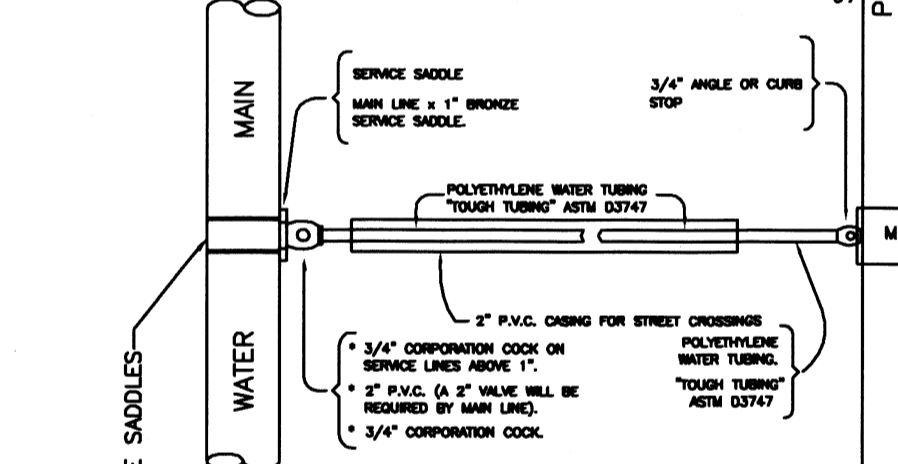 MAIN
SERVICE SADDLE
MAIN LINE x 1" BRONZE
SERVICE SADDLE.
3/4" ANGLE OR CURB
STOP
POLYETHYLENE WATER TUBING
"TOUGH TUBING" ASTM D3747
2" P.V.C. CASING FOR STREET CROSSINGS
WATER
* 3/4" CORPORATION COCK ON
SERVICE LINES ABOVE 1".
* 2" P.V.C. (A 2" VALVE WILL BE
REQUIRED BY MAIN LINE).
* 3/4" CORPORATION COCK.
POLYETHYLENE
WATER TUBING.
"TOUGH TUBING"
ASTM D3747
E SADDLES
M
P